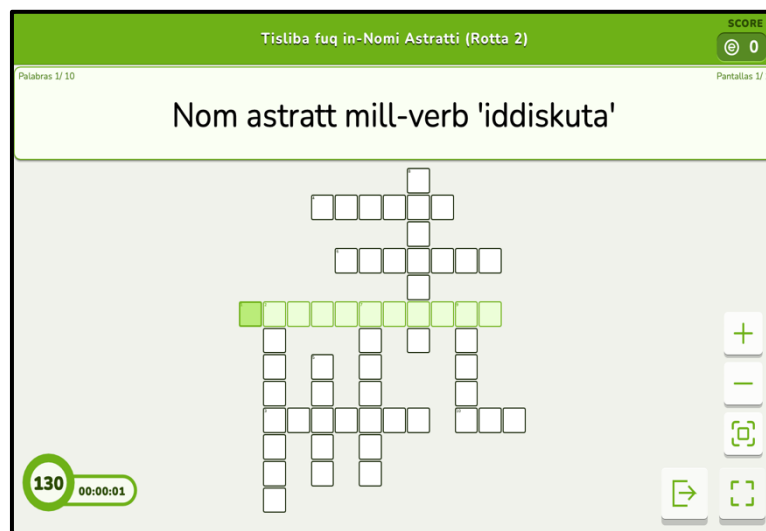 SCORE
Tisliba fuq in-Nomi Astratti (Rotta 2)
0
Palabras 1/ 10
Pantallas 1/
Nom astratt mill-verb 'iddiskuta'
130
00:00:01